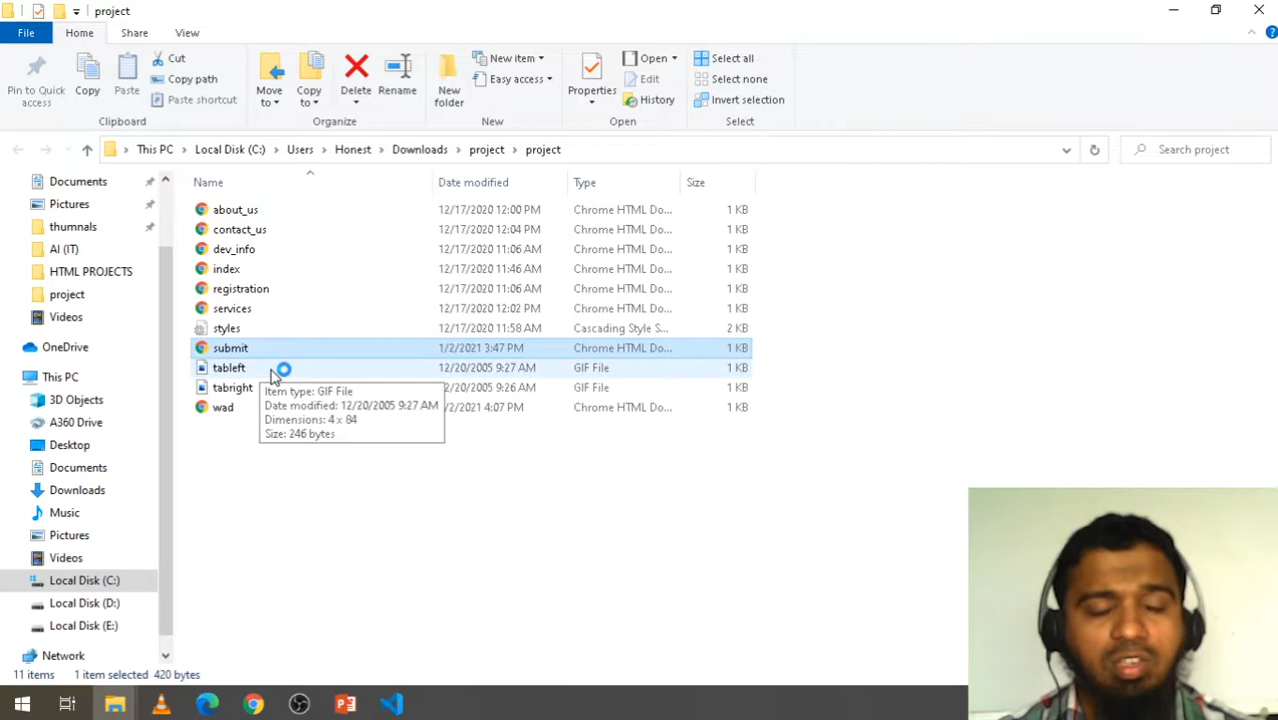 project
File Home Share View
Pin to Quick access
Copy
Paste
Cut
Copy path
Paste shortcut
Clipboard
Move to
Copy to
Delete
Rename
Organize
New folder
New item
Easy access
New
Properties
Open
Edit
History
Open
Select all
Select none
Invert selection
Select
This PC Local Disk (C:) Users Honest Downloads project project
Search project
Documents
Pictures
thumnals
AI (IT)
HTML PROJECTS
project
Videos
OneDrive
This PC
3D Objects
A360 Drive
Desktop
Documents
Downloads
Music
Pictures
Videos
Local Disk (C:)
Local Disk (D:)
Local Disk (E:)
Network
Name Date modified Type Size
about_us 12/17/2020 12:00 PM Chrome HTML Do... 1 KB
contact_us 12/17/2020 12:04 PM Chrome HTML Do... 1 KB
dev_info 12/17/2020 11:06 AM Chrome HTML Do... 1 KB
index 12/17/2020 11:46 AM Chrome HTML Do... 1 KB
registration 12/17/2020 11:06 AM Chrome HTML Do... 1 KB
services 12/17/2020 12:02 PM Chrome HTML Do... 1 KB
styles 12/17/2020 11:58 AM Cascading Style S... 2 KB
submit 1/2/2021 3:47 PM Chrome HTML Do... 1 KB
tableft 12/20/2005 9:27 AM GIF File 1 KB
tabright 2/20/2005 9:26 AM GIF File 1 KB
wad /2/2021 4:07 PM Chrome HTML Do... 1 KB
Item type: GIF File
Date modified: 12/20/2005 9:27 AM
Dimensions: 4 x 84
Size: 246 bytes
11 items 1 item selected 420 bytes